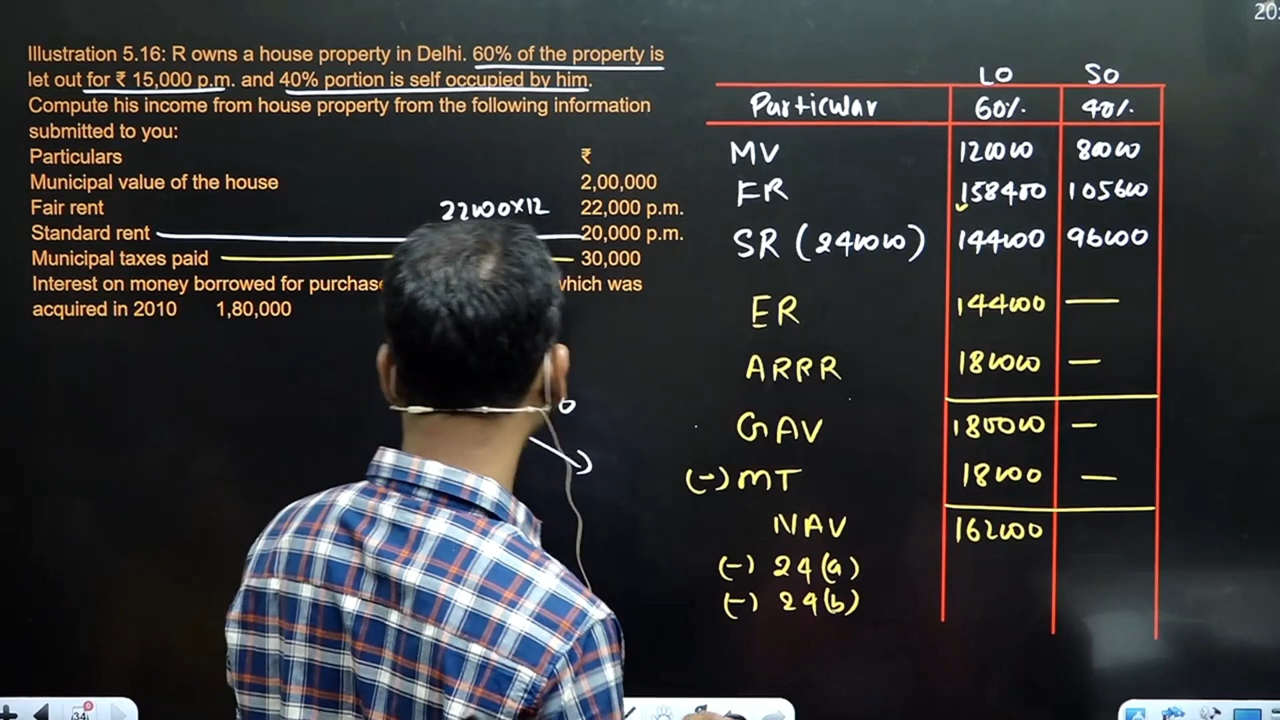 20:
Illustration 5.16: R owns a house property in Delhi. 60% of the property is
let out for ₹ 15,000 p.m. and 40% portion is self occupied by him.
Compute his income from house property from the following information
submitted to you:
Particulars ₹
Municipal value of the house 2,00,000
Fair rent 22,000 p.m.
22000x12
Standard rent 20,000 p.m.
Municipal taxes paid 30,000
Interest on money borrowed for purchase which was
acquired in 2010 1,80,000
LO SO
Particular 60% 40%
MV 120000 80000
FR 158400 105600
SR (240000) 144000 96000
ER 144000 —
ARRR 180000 —
GAV 180000 —
(-) MT 18000 —
NAV 162000
(-) 24(a)
(-) 24(b)
34